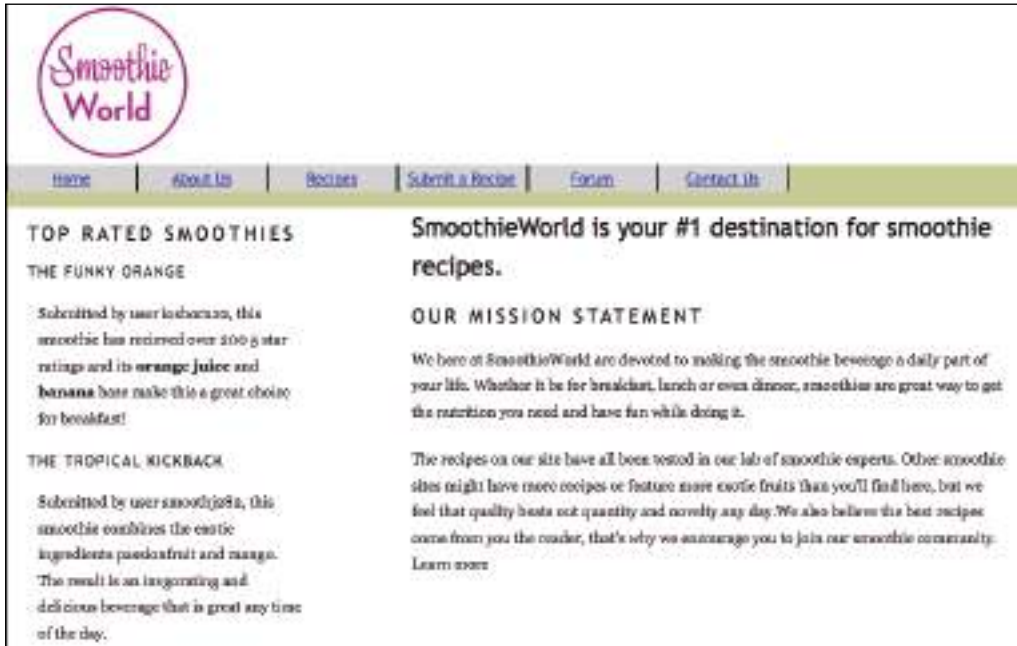 Smoothie
World
Home About Us Recipes Submit a Recipe Forum Contact Us
TOP RATED SMOOTHIES
THE FUNKY ORANGE
Submitted by user this
smoothie has recieved over 200 5 star
ratings and its orange juice and
banana base make this a great choice
for breakfast!
THE TROPICAL KICKBACK
Submitted by user this
smoothie combines the exotic
ingredients passionfruit and mango.
The result is an invgorating and
delicious beverage that is great any time
of the day.
SmoothieWorld is your #1 destination for smoothie
recipes.
OUR MISSION STATEMENT
We here at SmoothieWorld are devoted to making the smoothie beverage a daily part of
your life. Whether it be for breakfast, lunch or even dinner, smoothies are great way to get
the nutrition you need and have fun while doing it.
The recipes on our site have all been tested in our lab of smoothie experts. Other smoothie
sites might have more recipes or feature more exotic fruits than you'll find here, but we
feel that quality beats out quantity and novelty any day.We also believe the best recipes
come from you the reader, that's why we encourage you to join our smoothie community.
Learn more